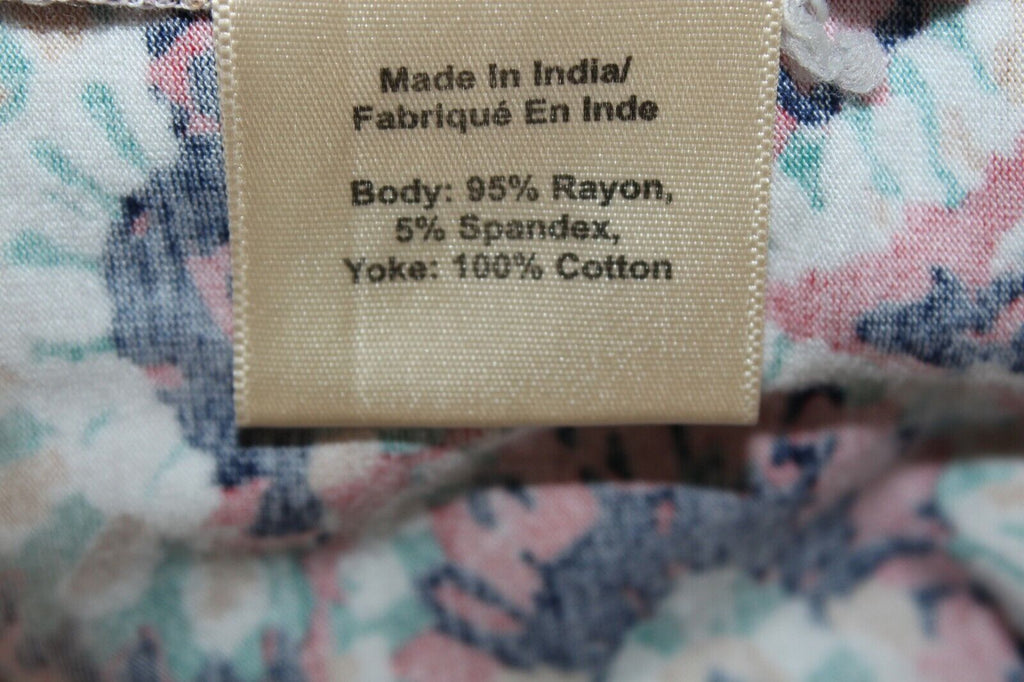 Made In India/
Fabriqué En Inde
Body: 95% Rayon,
5% Spandex,
Yoke: 100% Cotton